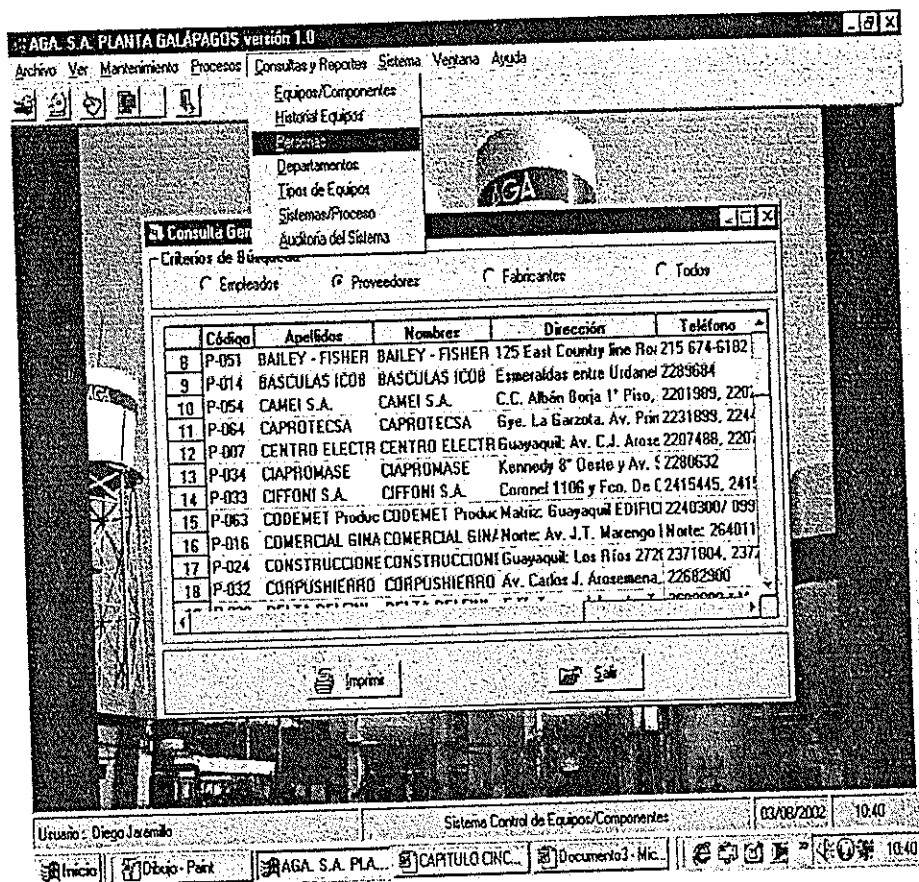 AGA. S.A. PLANTA GALÁPAGOS versión 1.0
Archivo Ver Mantenimiento Procesos Consultas y Reportes Sistema Ventana Ayuda
Equipos/Componentes
Historial Equipos
Personas
Departamentos
Tipos de Equipos
Sistemas/Proceso
Auditoría del Sistema
AGA
Consulta Gen
Criterios de Búsqueda
Empleados Proveedores Fabricantes Todos
Código Apellidos Nombres Dirección Teléfono
8 P-051 BAILEY - FISHER BAILEY - FISHER 125 East Country line Roa 215 674-6182
9 P-014 BASCULAS ICOB BASCULAS ICOB Esmeraldas entre Urdanel 2289684
10 P-054 CAMEI S.A. CAMEI S.A. C.C. Albán Borja 1° Piso, 2201989, 220
11 P-064 CAPROTECSA CAPROTECSA Gye. La Garzota. Av. Prin 2231899, 224
12 P-007 CENTRO ELECTR CENTRO ELECTR Guayaquil: Av. C.J. Arose 2207488, 220
13 P-034 CIAPROMASE CIAPROMASE Kennedy 8° Oeste y Av. S 2280632
14 P-033 CIFFONI S.A. CIFFONI S.A. Coronel 1106 y Fco. De C 2415445, 241
15 P-063 CODEMET Produc CODEMET Produc Matriz: Guayaquil EDIFICI 2240300/ 099
16 P-016 COMERCIAL GINA COMERCIAL GINA Norte: Av. J.T. Marengo Norte: 264011
17 P-024 CONSTRUCCIONE CONSTRUCCIONI Guayaquil: Los Ríos 272 2371804, 237
18 P-032 CORPUSHIERRO CORPUSHIERRO Av. Carlos J. Arosemena, 22682900
Imprimir Salir
Usuario : Diego Jaramillo Sistema Control de Equipos/Componentes 03/08/2002 10:40
Inicio Dibujo - Paint AGA. S.A. PLA... CAPITULO CINC... Documento3 - Mic... » 10:40